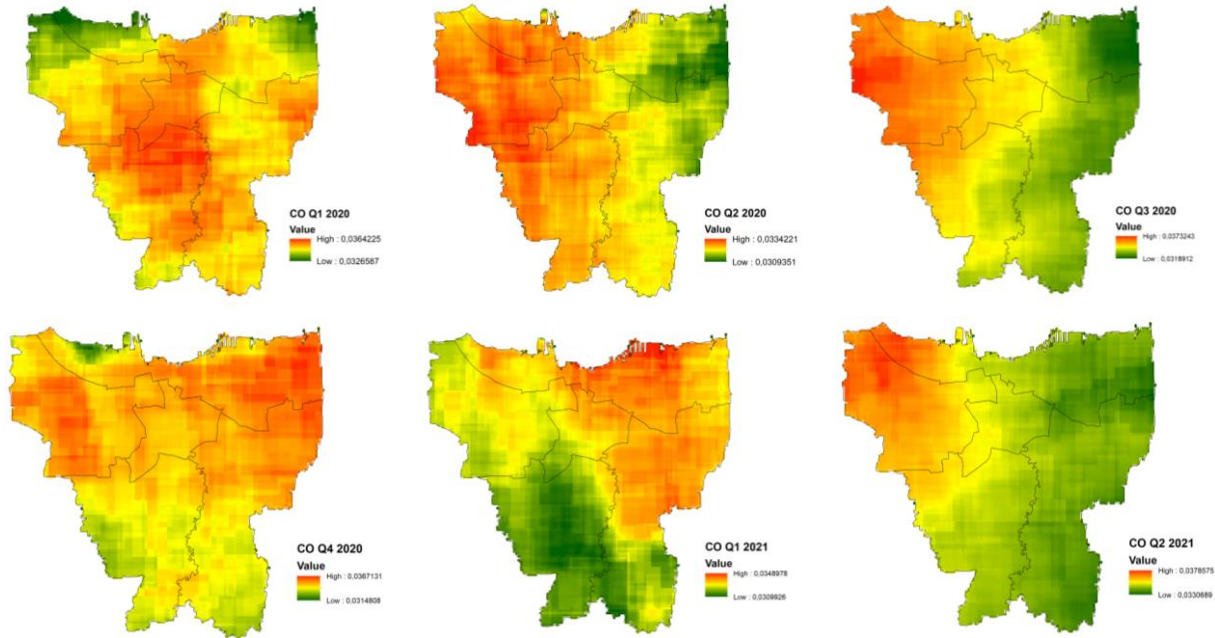 CO Q1 2020
Value
High : 0,0364225
Low : 0,0326587
CO Q2 2020
Value
High : 0,0334221
Low : 0,0309351
CO Q3 2020
Value
High : 0,0373243
Low : 0,0318912
CO Q4 2020
Value
High : 0,0367131
Low : 0,0314808
CO Q1 2021
Value
High : 0,0348978
Low : 0,0309926
CO Q2 2021
Value
High : 0,0378575
Low : 0,0330689